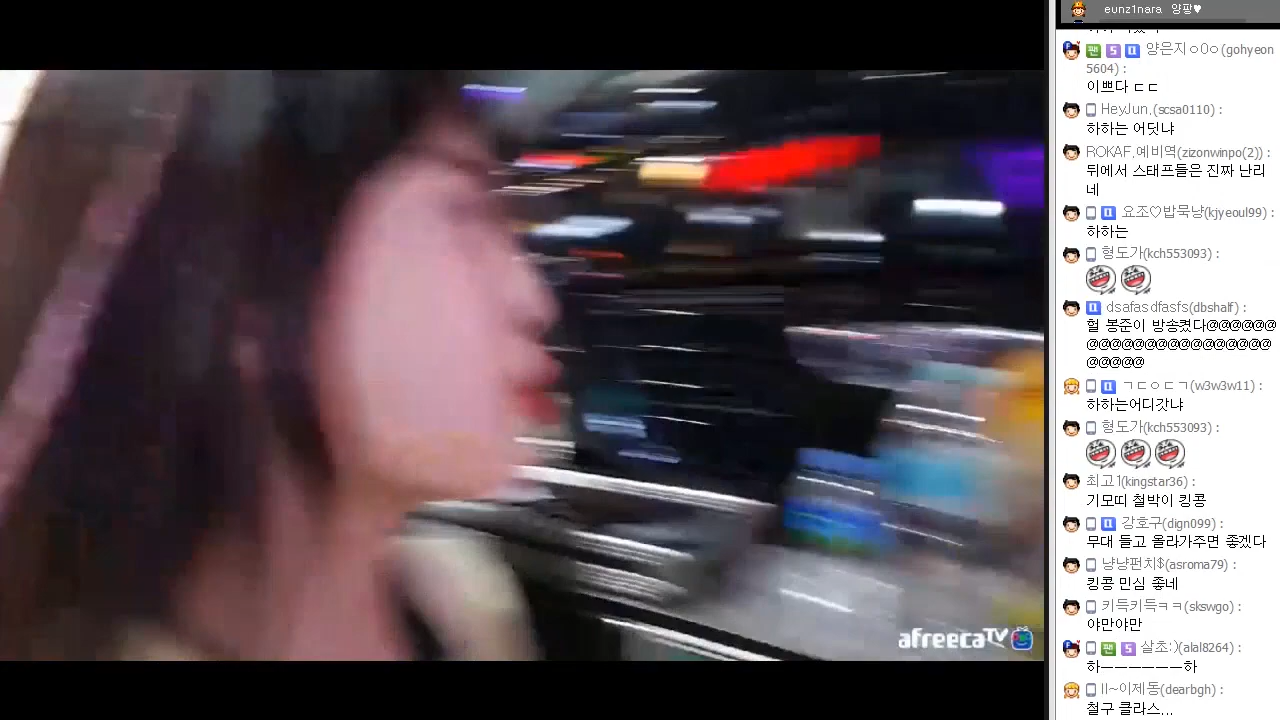 eunz1nara 양팡♥
팬 S 양은지ㅇ0ㅇ(gohyeon
5604) :
이쁘다 ㄷㄷ
HeyJun,(scsa0110) :
하하는 어딧냐
ROKAF,예비역(zizonwinpo(2)) :
뒤에서 스태프들은 진짜 난리
네
요조♡밥묵냥(kjyeoul99) :
하하는
형도가(kch553093) :
dsafasdfasfs(dbshalf) :
헐 봉준이 방송켰다@@@@@@@
@@@@@@@@@@@@@@@@@@@
@@@@@@
ㄱㄷㅇㄷㄱ(w3w3w11) :
하하는어디갓냐
형도가(kch553093) :
최고1(kingstar36) :
기모띠 철박이 킹콩
강호구(dign099) :
무대 들고 올라가주면 좋겠다
냥냥펀치$(asroma79) :
킹콩 민심 좋네
키득키득ㅋㅋ(skswgo) :
야만야만
팬 S 살초:)(alal8264) :
하ㅡㅡㅡㅡㅡㅡ하
II~이제동(dearbgh) :
철구 클라스...
afreecaTV